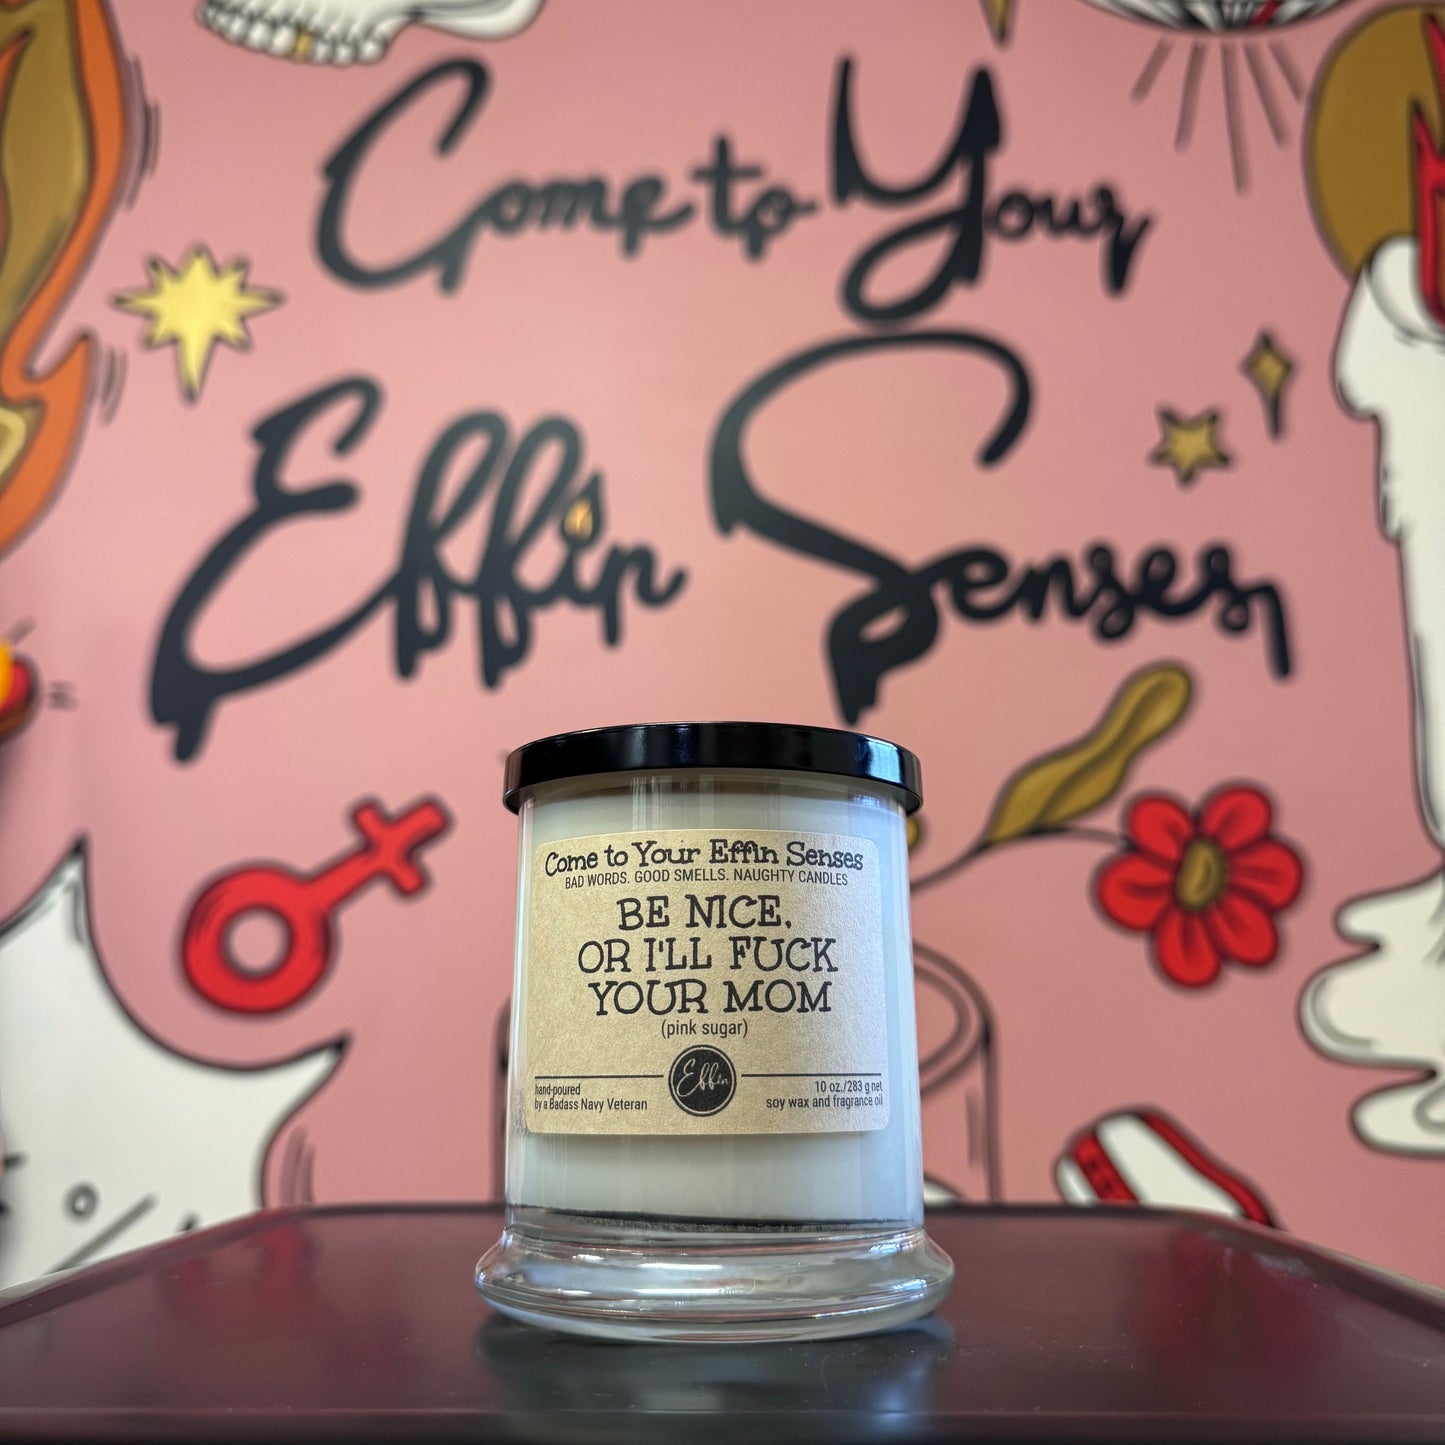 Come to Your
Effin Senses
Come to Your Effin Senses
BAD WORDS. GOOD SMELLS. NAUGHTY CANDLES
BE NICE,
OR I'LL FUCK
YOUR MOM
(pink sugar)
Effin
hand-poured
by a Badass Navy Veteran
10 oz./283 g net
soy wax and fragrance oil